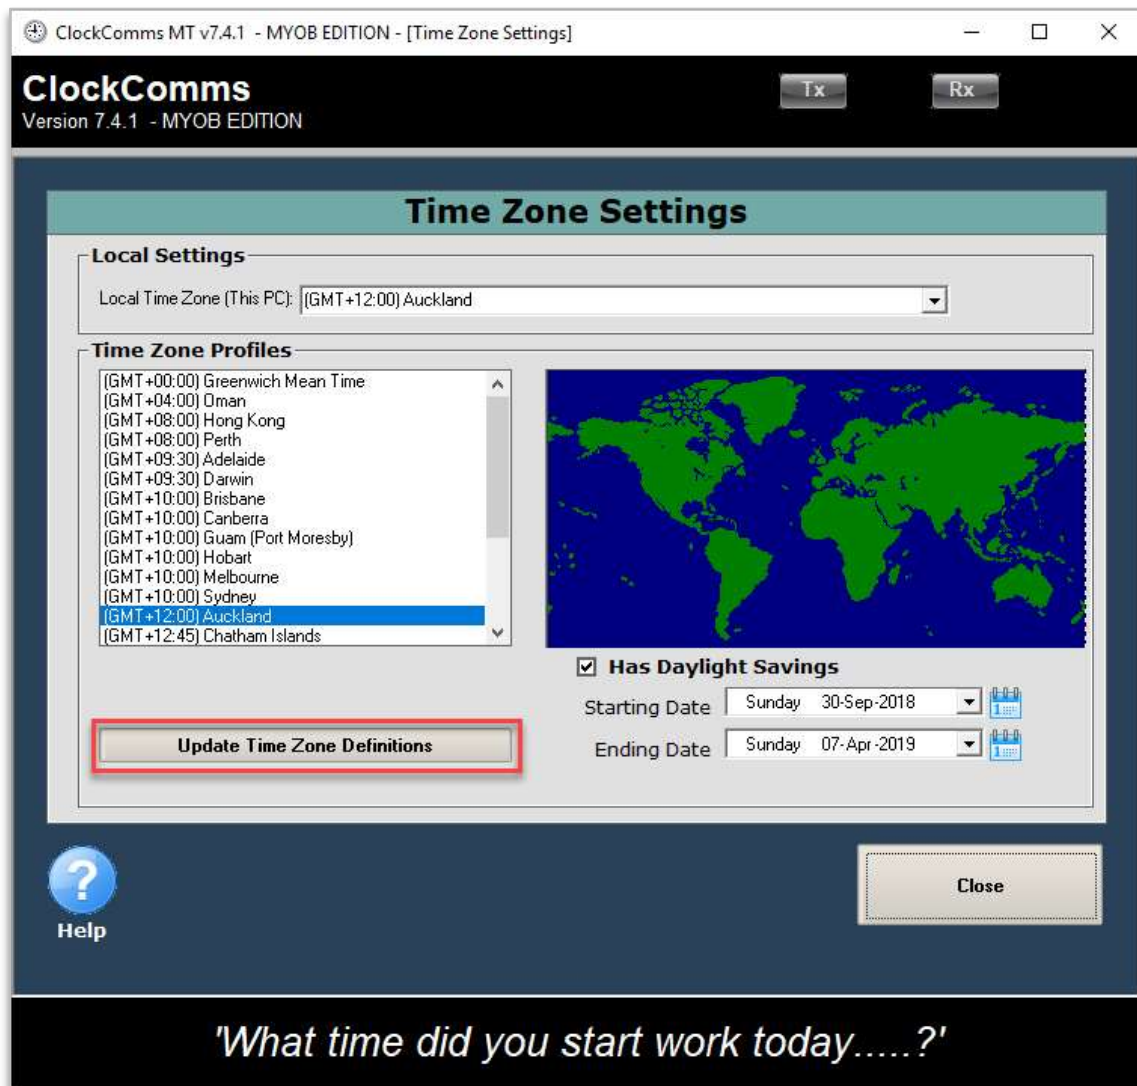 ClockComms MT v7.4.1 - MYOB EDITION - [Time Zone Settings]
ClockComms
Tx
Rx
Version 7.4.1 - MYOB EDITION
Time Zone Settings
Local Settings
Local Time Zone (This PC): (GMT+12:00) Auckland
Time Zone Profiles
(GMT+00:00) Greenwich Mean Time
(GMT+04:00) Oman
(GMT+08:00) Hong Kong
(GMT+08:00) Perth
(GMT+09:30) Adelaide
(GMT+09:30) Darwin
(GMT+10:00) Brisbane
(GMT+10:00) Canberra
(GMT+10:00) Guam (Port Moresby)
(GMT+10:00) Hobart
(GMT+10:00) Melbourne
(GMT+10:00) Sydney
(GMT+12:00) Auckland
(GMT+12:45) Chatham Islands
Has Daylight Savings
Starting Date Sunday 30-Sep-2018
Ending Date Sunday 07-Apr-2019
Update Time Zone Definitions
?
Help
Close
'What time did you start work today.....?'